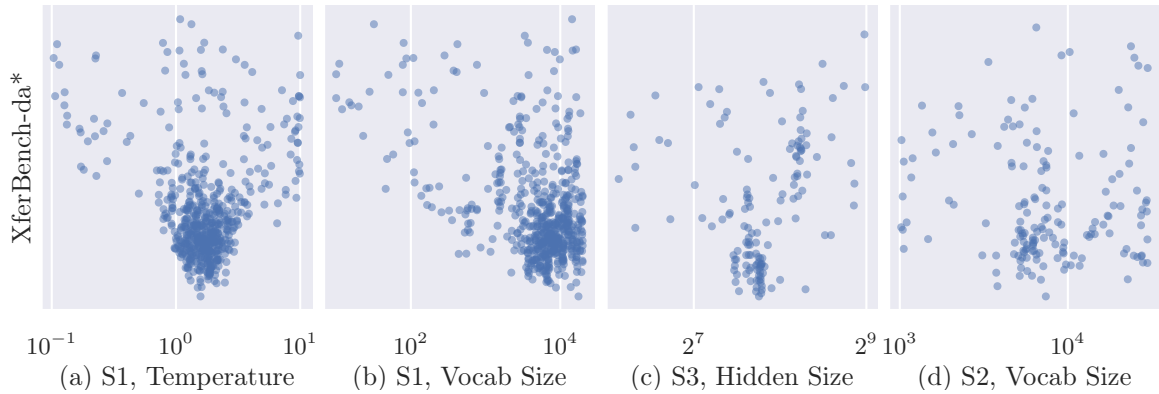 XferBench-da*
10⁻¹ 10⁰ 10¹ 10² 10⁴ 2⁷ 2⁹ 10³ 10⁴
(a) S1, Temperature (b) S1, Vocab Size (c) S3, Hidden Size (d) S2, Vocab Size